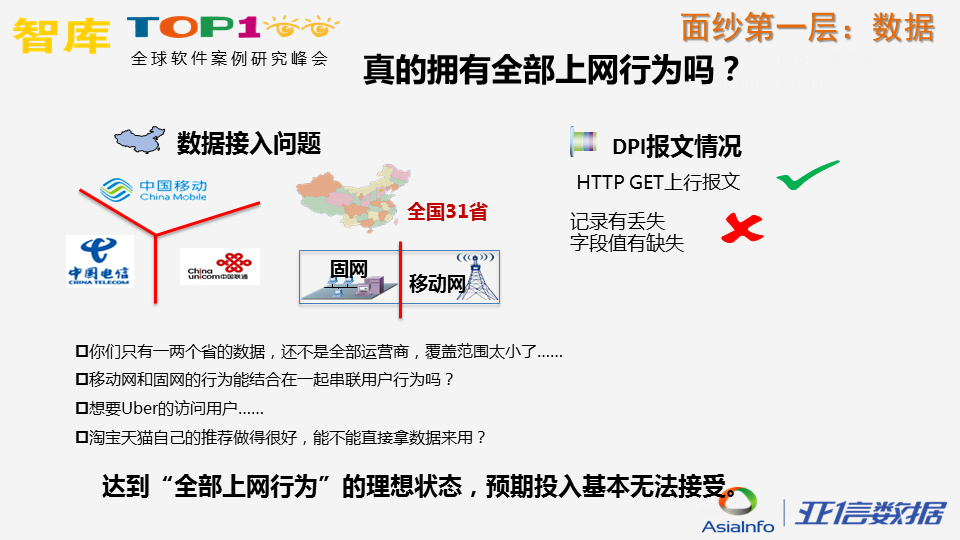 智库
TOP100
全球软件案例研究峰会
面纱第一层：数据
真的拥有全部上网行为吗？
数据接入问题
中国移动
China Mobile
中国电信
CHINA TELECOM
China
unicom中国联通
全国31省
固网
移动网
DPI报文情况
HTTP GET上行报文
记录有丢失
字段值有缺失
你们只有一两个省的数据，还不是全部运营商，覆盖范围太小了……
移动网和固网的行为能结合在一起串联用户行为吗？
想要Uber的访问用户……
淘宝天猫自己的推荐做得很好，能不能直接拿数据来用？
达到“全部上网行为”的理想状态，预期投入基本无法接受。
AsiaInfo
亚信数据